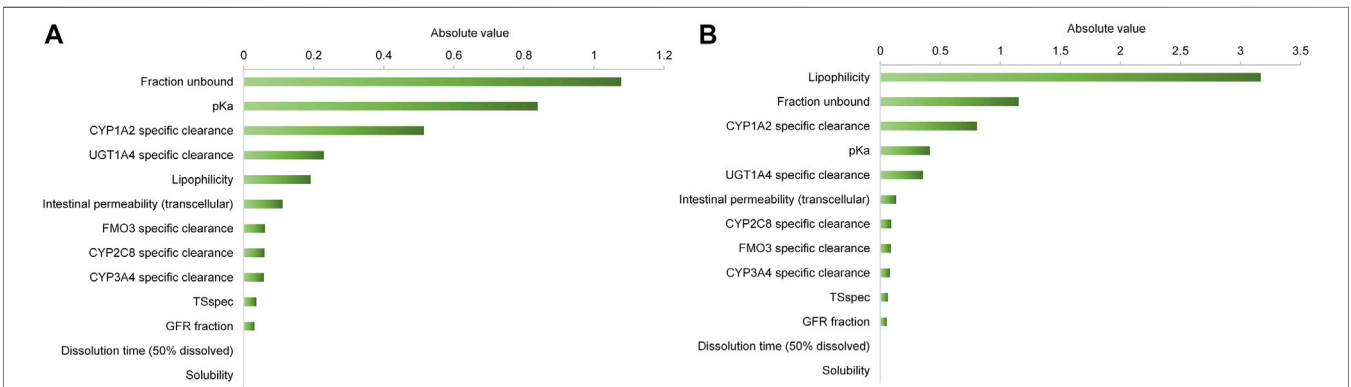 A
Absolute value
0 0.2 0.4 0.6 0.8 1 1.2
Fraction unbound
pKa
CYP1A2 specific clearance
UGT1A4 specific clearance
Lipophilicity
Intestinal permeability (transcellular)
FMO3 specific clearance
CYP2C8 specific clearance
CYP3A4 specific clearance
TSspec
GFR fraction
Dissolution time (50% dissolved)
Solubility
B
Absolute value
0 0.5 1 1.5 2 2.5 3 3.5
Lipophilicity
Fraction unbound
CYP1A2 specific clearance
pKa
UGT1A4 specific clearance
Intestinal permeability (transcellular)
CYP2C8 specific clearance
FMO3 specific clearance
CYP3A4 specific clearance
TSspec
GFR fraction
Dissolution time (50% dissolved)
Solubility